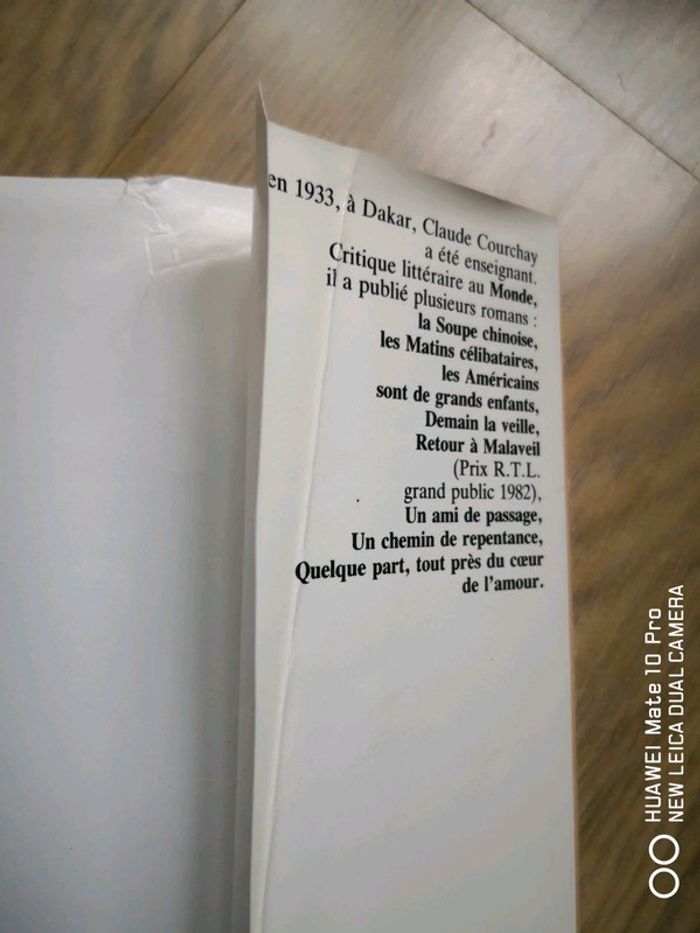 en 1933, à Dakar, Claude Courchay
a été enseignant.
Critique littéraire au Monde,
il a publié plusieurs romans :
la Soupe chinoise,
les Matins célibataires,
les Américains
sont de grands enfants,
Demain la veille,
Retour à Malaveil
(Prix R.T.L.
grand public 1982),
Un ami de passage,
Un chemin de repentance,
Quelque part, tout près du cœur
de l'amour.
HUAWEI Mate 10 Pro
NEW LEICA DUAL CAMERA